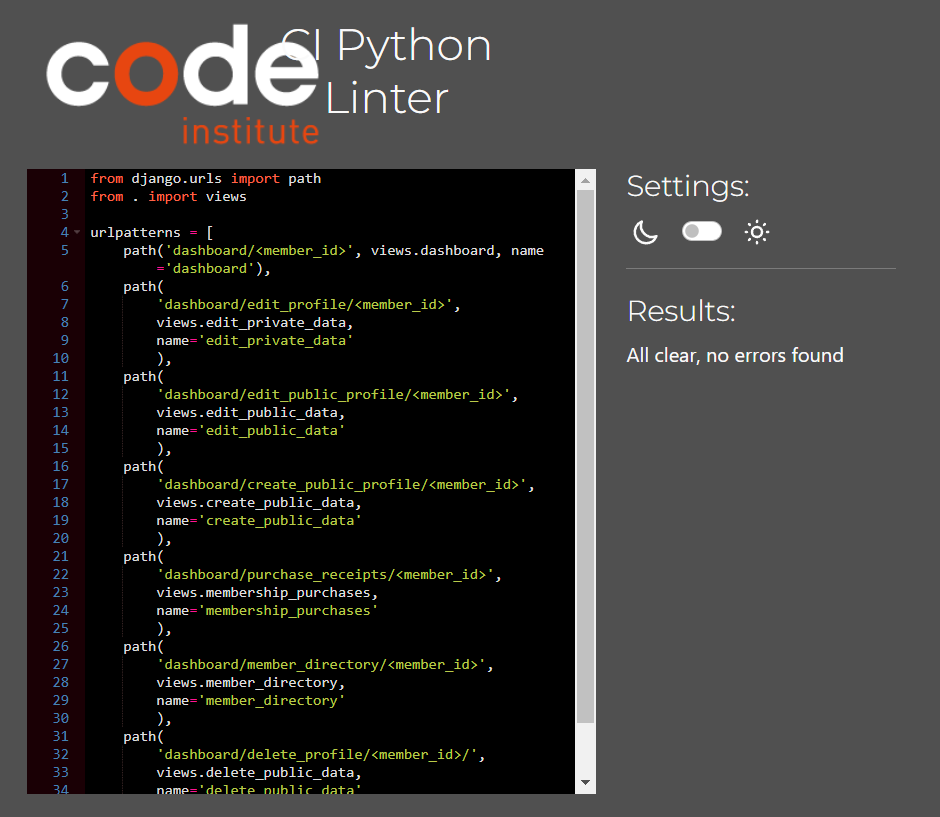 code
institute
CI Python
Linter
1 from django.urls import path
2 from . import views
3
4 urlpatterns = [
5     path('dashboard/<member_id>', views.dashboard, name
        ='dashboard'),
6     path(
7         'dashboard/edit_profile/<member_id>',
8         views.edit_private_data,
9         name='edit_private_data'
10         ),
11     path(
12         'dashboard/edit_public_profile/<member_id>',
13         views.edit_public_data,
14         name='edit_public_data'
15         ),
16     path(
17         'dashboard/create_public_profile/<member_id>',
18         views.create_public_data,
19         name='create_public_data'
20         ),
21     path(
22         'dashboard/purchase_receipts/<member_id>',
23         views.membership_purchases,
24         name='membership_purchases'
25         ),
26     path(
27         'dashboard/member_directory/<member_id>',
28         views.member_directory,
29         name='member_directory'
30         ),
31     path(
32         'dashboard/delete_profile/<member_id>/',
33         views.delete_public_data,
34         name='delete_public_data'
Settings:
Results:
All clear, no errors found